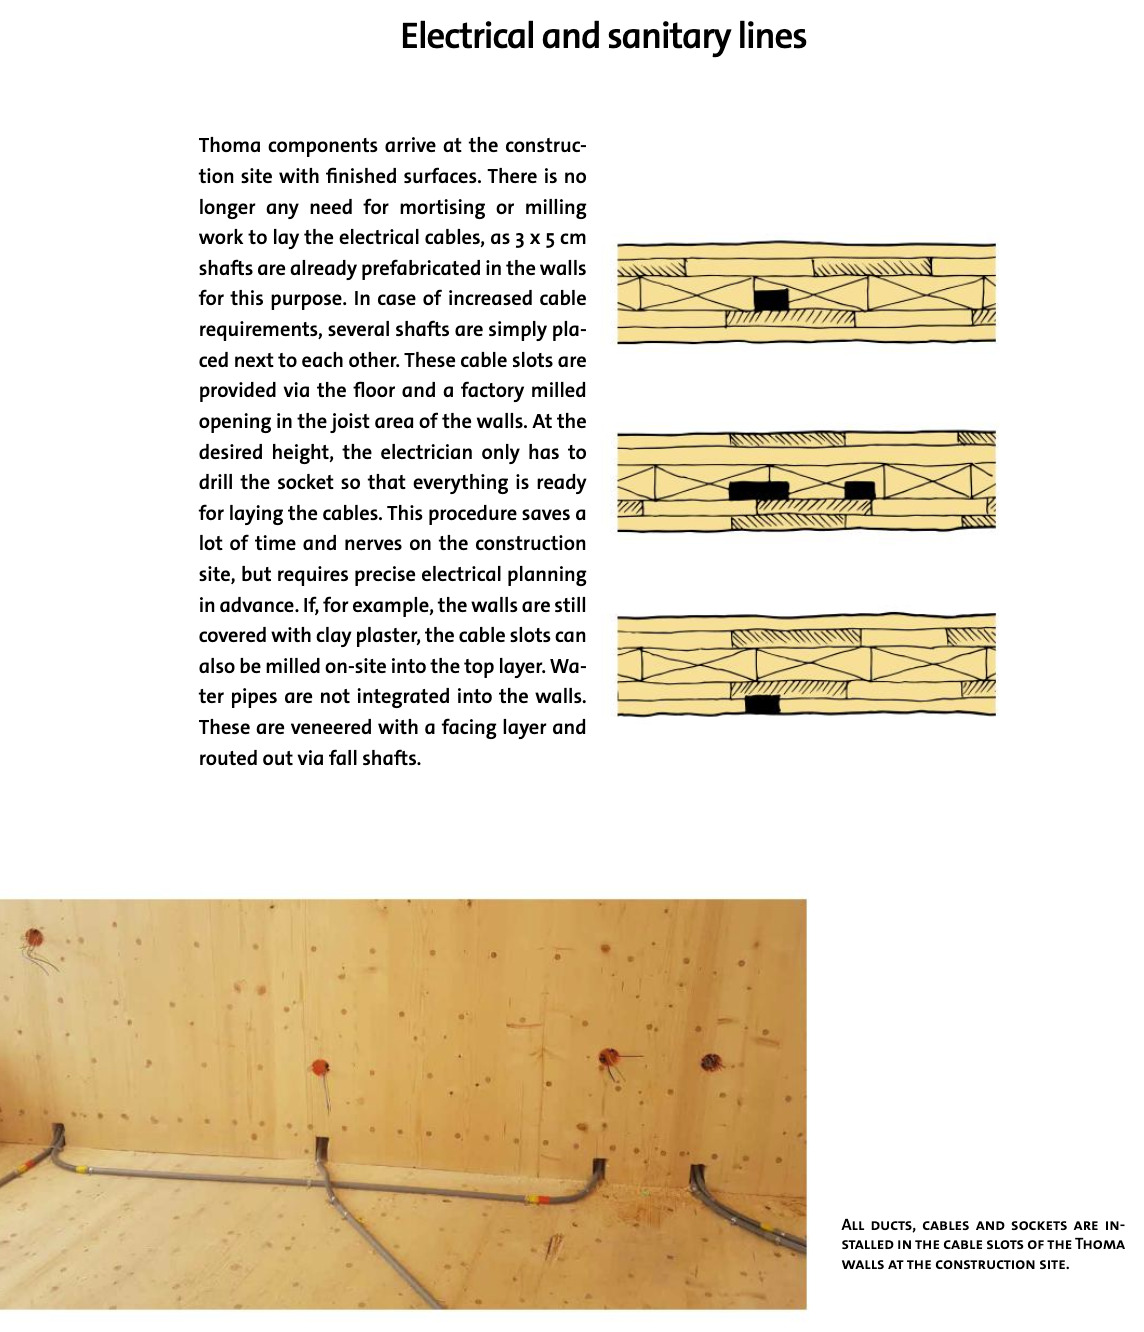 Electrical and sanitary lines
Thoma components arrive at the construc-
tion site with finished surfaces. There is no
longer any need for mortising or milling
work to lay the electrical cables, as 3 x 5 cm
shafts are already prefabricated in the walls
for this purpose. In case of increased cable
requirements, several shafts are simply pla-
ced next to each other. These cable slots are
provided via the floor and a factory milled
opening in the joist area of the walls. At the
desired height, the electrician only has to
drill the socket so that everything is ready
for laying the cables. This procedure saves a
lot of time and nerves on the construction
site, but requires precise electrical planning
in advance. If, for example, the walls are still
covered with clay plaster, the cable slots can
also be milled on-site into the top layer. Wa-
ter pipes are not integrated into the walls.
These are veneered with a facing layer and
routed out via fall shafts.
All ducts, cables and sockets are in-
stalled in the cable slots of the Thoma
walls at the construction site.